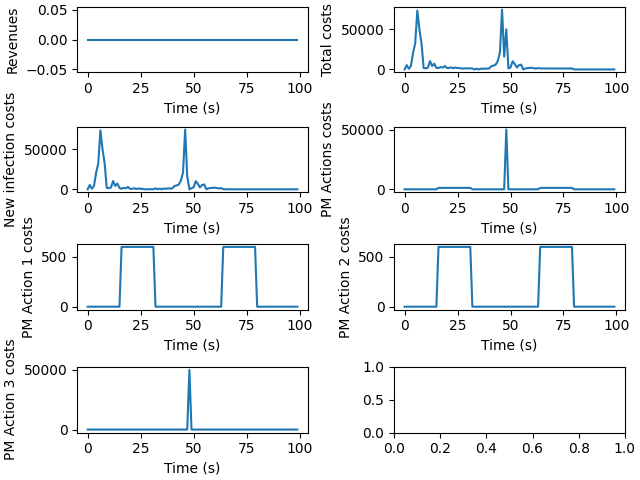 Revenues
0.05
0.00
−0.05
0 25 50 75 100
Time (s)
Total costs
50000
0
0 25 50 75 100
Time (s)
New infection costs
50000
0
0 25 50 75 100
Time (s)
PM Actions costs
50000
0
0 25 50 75 100
Time (s)
PM Action 1 costs
500
0
0 25 50 75 100
Time (s)
PM Action 2 costs
500
0
0 25 50 75 100
Time (s)
PM Action 3 costs
50000
0
0 25 50 75 100
Time (s)
1.0
0.5
0.0
0.0 0.2 0.4 0.6 0.8 1.0